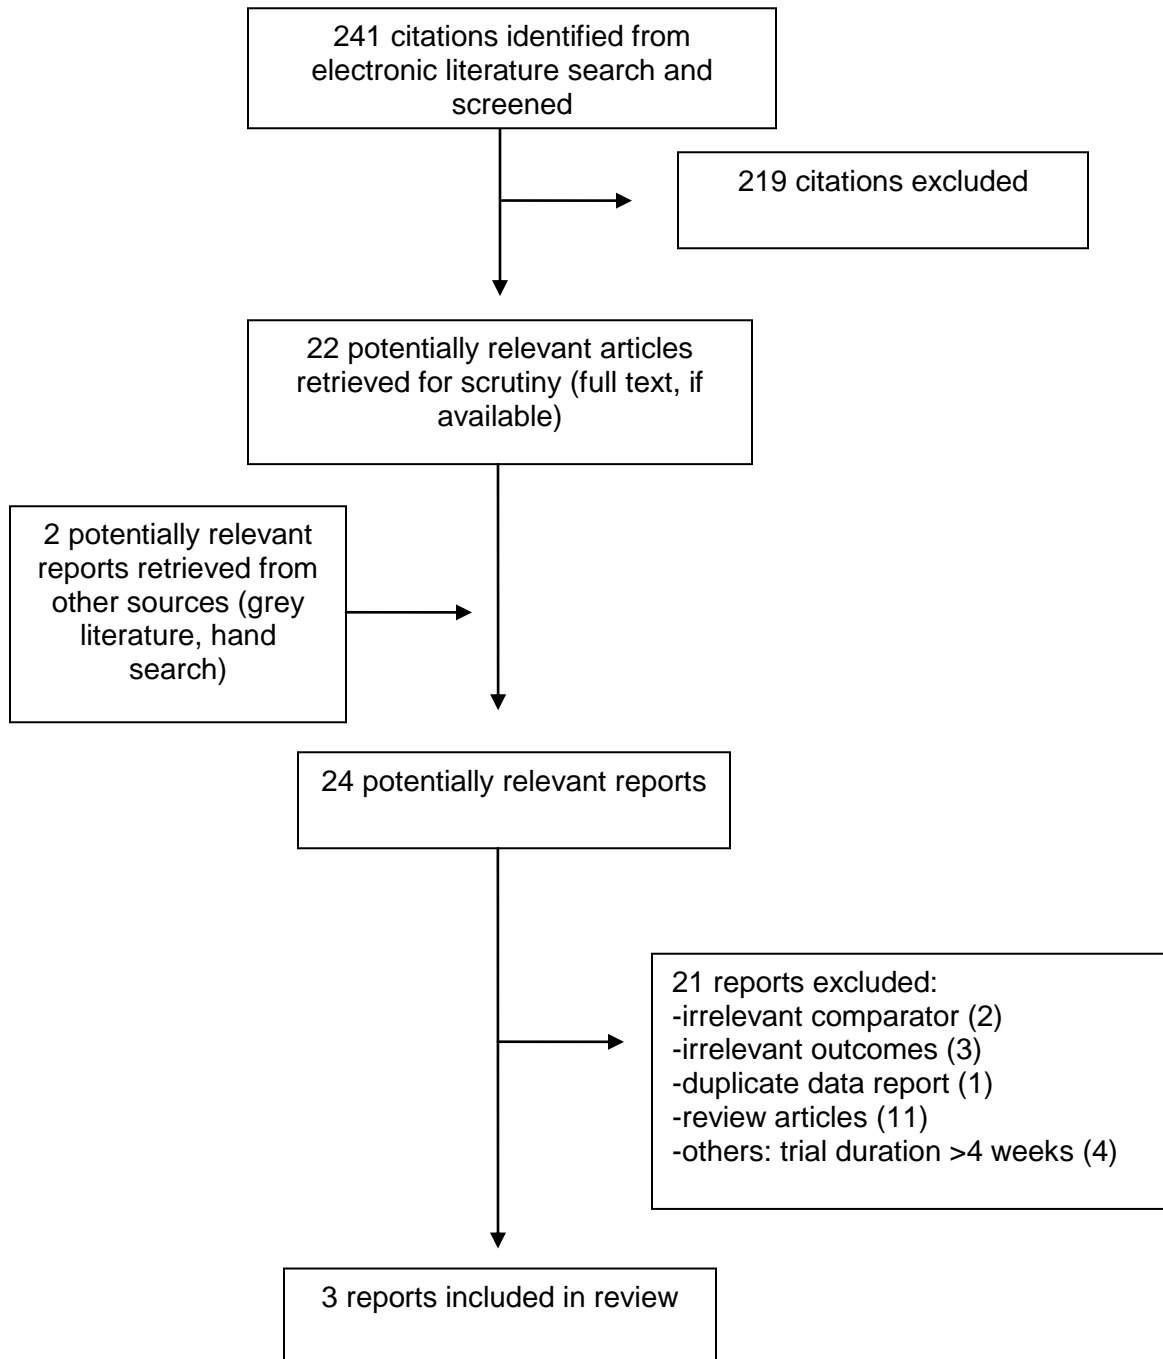 241 citations identified from
electronic literature search and
screened
219 citations excluded
22 potentially relevant articles
retrieved for scrutiny (full text, if
available)
2 potentially relevant
reports retrieved from
other sources (grey
literature, hand
search)
24 potentially relevant reports
21 reports excluded:
-irrelevant comparator (2)
-irrelevant outcomes (3)
-duplicate data report (1)
-review articles (11)
-others: trial duration >4 weeks (4)
3 reports included in review